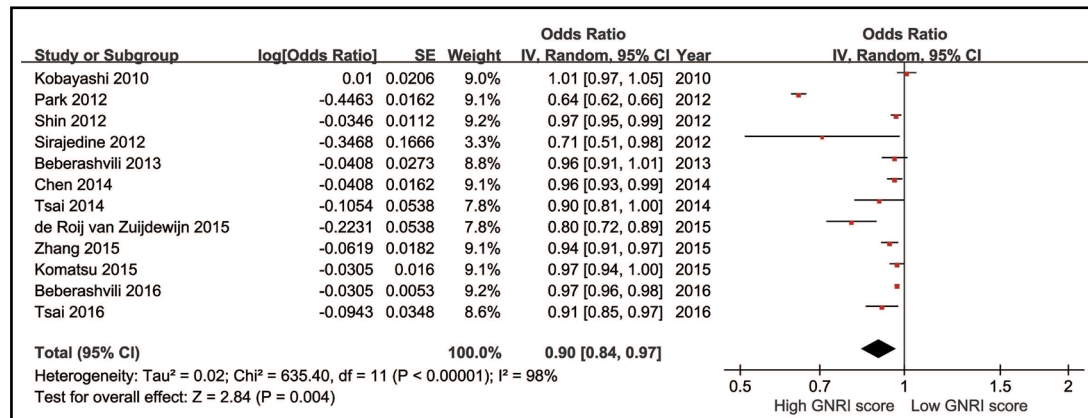 Odds Ratio Odds Ratio
Study or Subgroup log[Odds Ratio] SE Weight IV, Random, 95% CI Year IV, Random, 95% CI
Kobayashi 2010 0.01 0.0206 9.0% 1.01 [0.97, 1.05] 2010
Park 2012 -0.4463 0.0162 9.1% 0.64 [0.62, 0.66] 2012
Shin 2012 -0.0346 0.0112 9.2% 0.97 [0.95, 0.99] 2012
Sirajedine 2012 -0.3468 0.1666 3.3% 0.71 [0.51, 0.98] 2012
Beberashvili 2013 -0.0408 0.0273 8.8% 0.96 [0.91, 1.01] 2013
Chen 2014 -0.0408 0.0162 9.1% 0.96 [0.93, 0.99] 2014
Tsai 2014 -0.1054 0.0538 7.8% 0.90 [0.81, 1.00] 2014
de Roij van Zuijdewijn 2015 -0.2231 0.0538 7.8% 0.80 [0.72, 0.89] 2015
Zhang 2015 -0.0619 0.0182 9.1% 0.94 [0.91, 0.97] 2015
Komatsu 2015 -0.0305 0.016 9.1% 0.97 [0.94, 1.00] 2015
Beberashvili 2016 -0.0305 0.0053 9.2% 0.97 [0.96, 0.98] 2016
Tsai 2016 -0.0943 0.0348 8.6% 0.91 [0.85, 0.97] 2016
Total (95% CI) 100.0% 0.90 [0.84, 0.97]
Heterogeneity: Tau² = 0.02; Chi² = 635.40, df = 11 (P < 0.00001); I² = 98%
Test for overall effect: Z = 2.84 (P = 0.004)
0.5 0.7 1 1.5 2
High GNRI score Low GNRI score